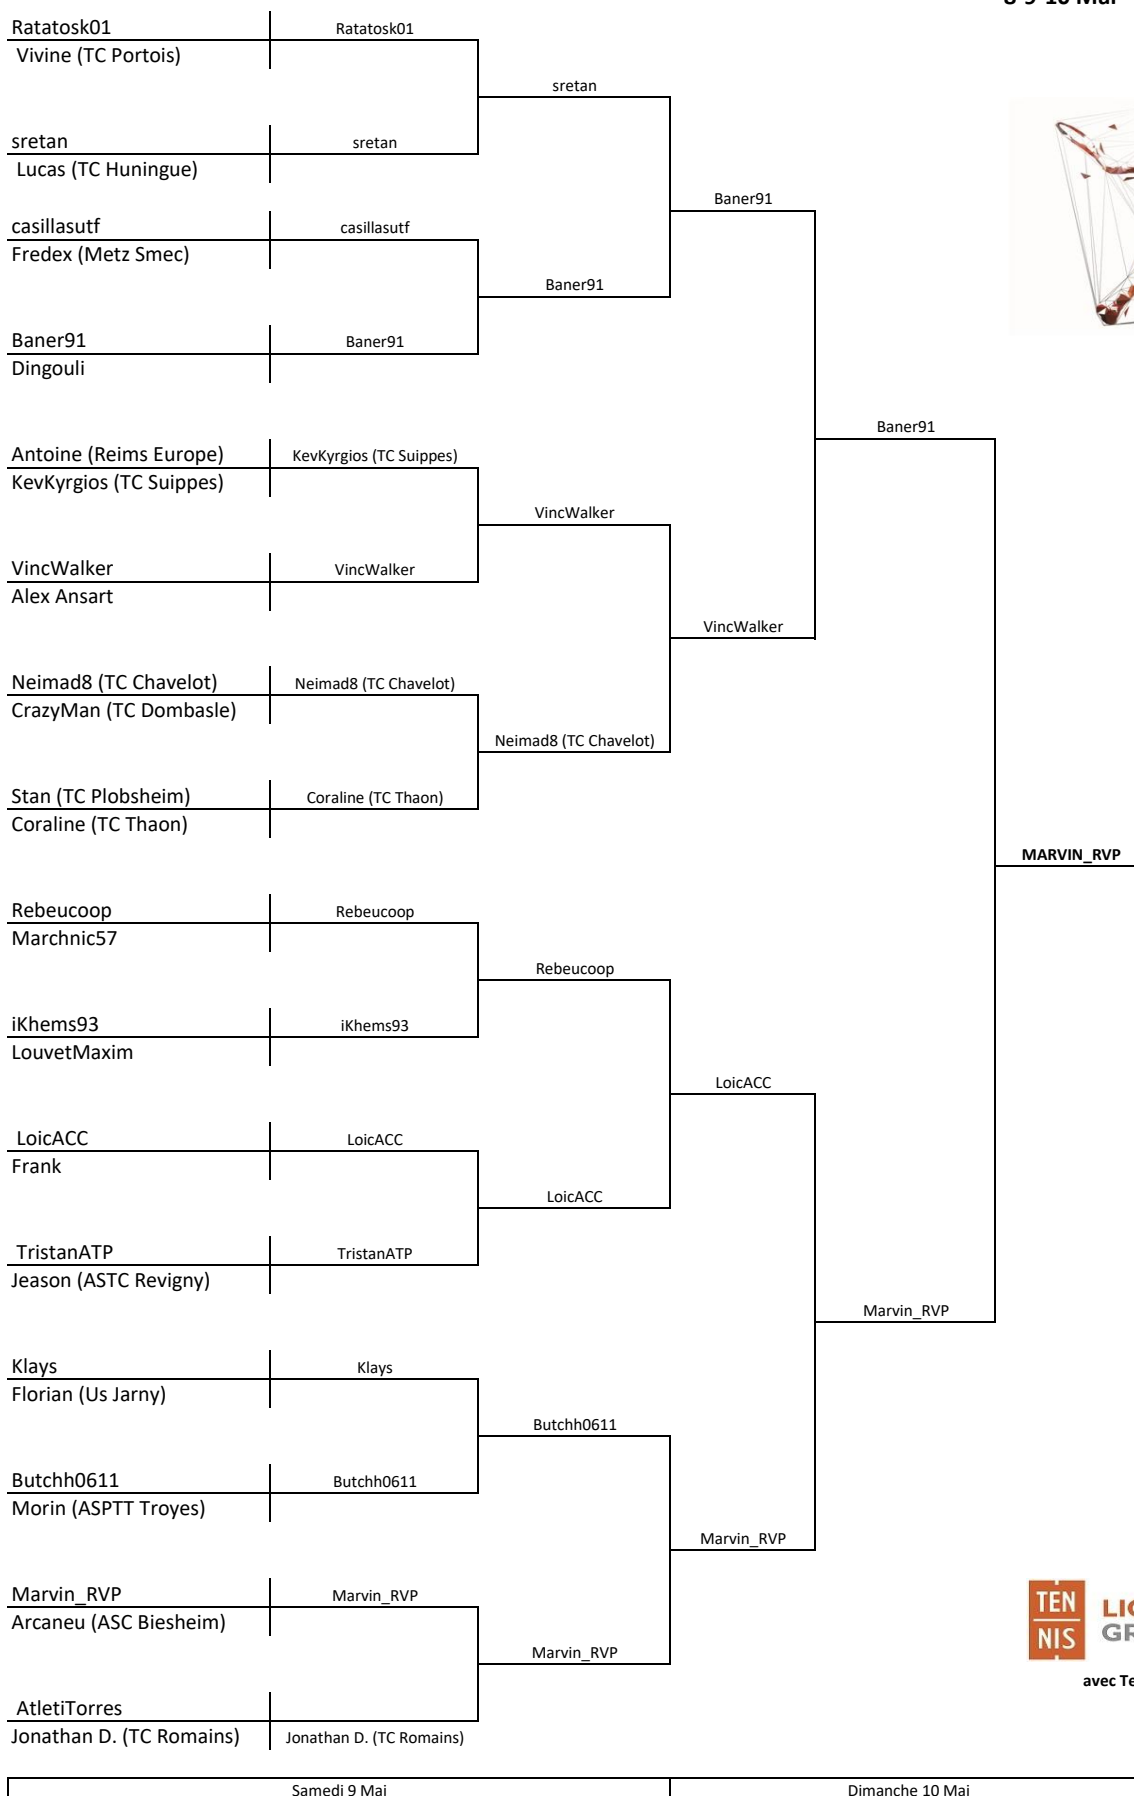 8-9-10 Mai
Ratatosk01
Vivine (TC Portois)
Ratatosk01
sretan
sretan
Lucas (TC Huningue)
sretan
Baner91
casillasutf
Fredex (Metz Smec)
casillasutf
Baner91
Baner91
Dingouli
Baner91
Baner91
Antoine (Reims Europe)
KevKyrgios (TC Suippes)
KevKyrgios (TC Suippes)
VincWalker
VincWalker
Alex Ansart
VincWalker
VincWalker
Neimad8 (TC Chavelot)
CrazyMan (TC Dombasle)
Neimad8 (TC Chavelot)
Neimad8 (TC Chavelot)
Stan (TC Plobsheim)
Coraline (TC Thaon)
Coraline (TC Thaon)
MARVIN_RVP
Rebeucoop
Marchnic57
Rebeucoop
Rebeucoop
iKhems93
LouvetMaxim
iKhems93
LoicACC
LoicACC
Frank
LoicACC
LoicACC
TristanATP
Jeason (ASTC Revigny)
TristanATP
Marvin_RVP
Klays
Florian (Us Jarny)
Klays
Butchh0611
Butchh0611
Morin (ASPTT Troyes)
Butchh0611
Marvin_RVP
Marvin_RVP
Arcaneu (ASC Biesheim)
Marvin_RVP
Marvin_RVP
AtletiTorres
Jonathan D. (TC Romains)
Jonathan D. (TC Romains)
TEN
NIS
avec
Samedi 9 Mai
Dimanche 10 Mai